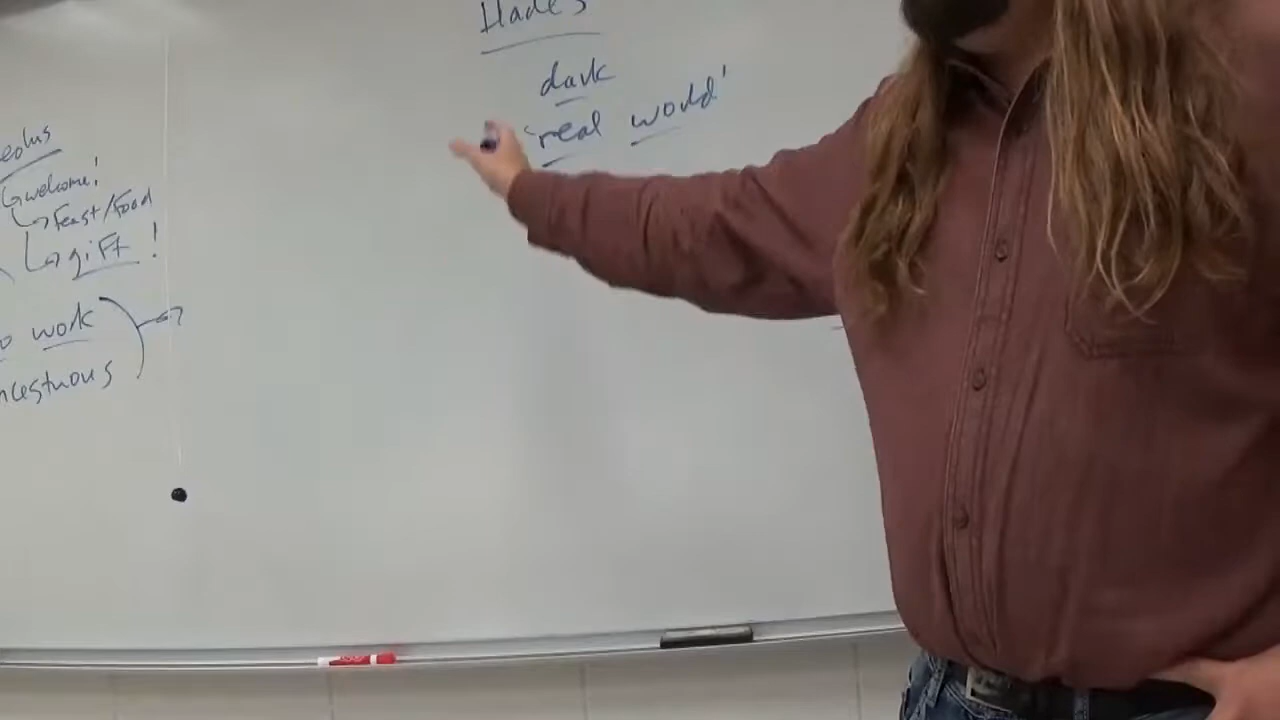 Hades
dark
'real world'
eolus
↳welcome!
↳Feast/Food
↳gift!
o work
ncestuous